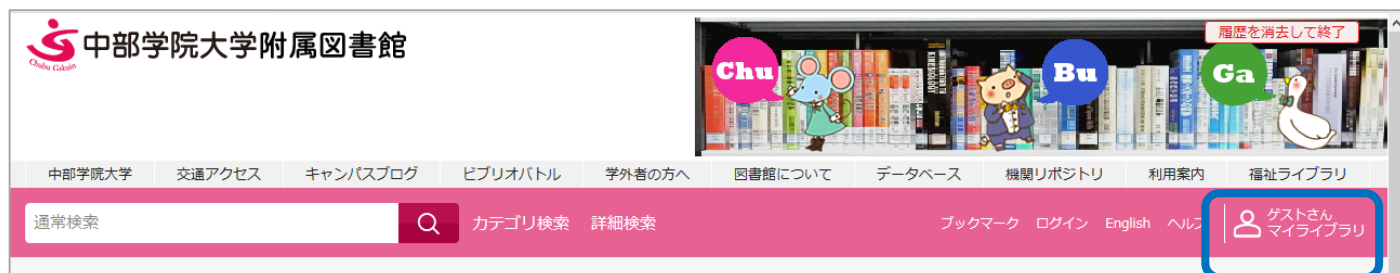 中部学院大学附属図書館
Chubu Gakuin
履歴を消去して終了
Chu
Bu
Ga
中部学院大学 交通アクセス キャンパスブログ ビブリオバトル 学外者の方へ 図書館について データベース 機関リポジトリ 利用案内 福祉ライブラリ
通常検索 カテゴリ検索 詳細検索 ブックマーク ログイン English ヘルプ ゲストさん
マイライブラリ